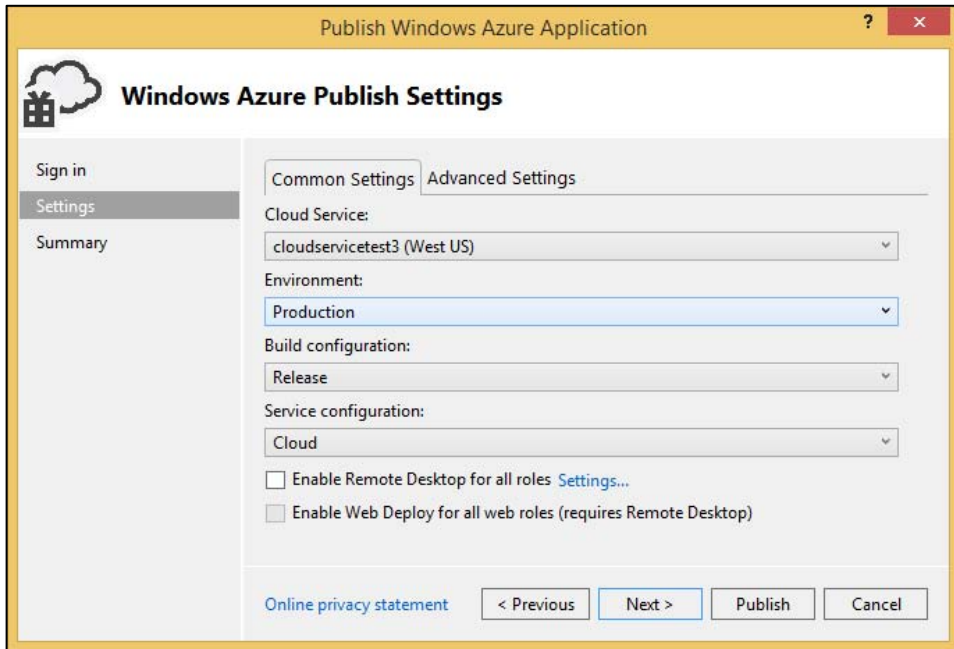 Publish Windows Azure Application
?
Windows Azure Publish Settings
Sign in
Settings
Summary
Common Settings
Advanced Settings
Cloud Service:
cloudservicetest3 (West US)
Environment:
Production
Build configuration:
Release
Service configuration:
Cloud
Enable Remote Desktop for all roles Settings...
Enable Web Deploy for all web roles (requires Remote Desktop)
Online privacy statement
< Previous
Next >
Publish
Cancel